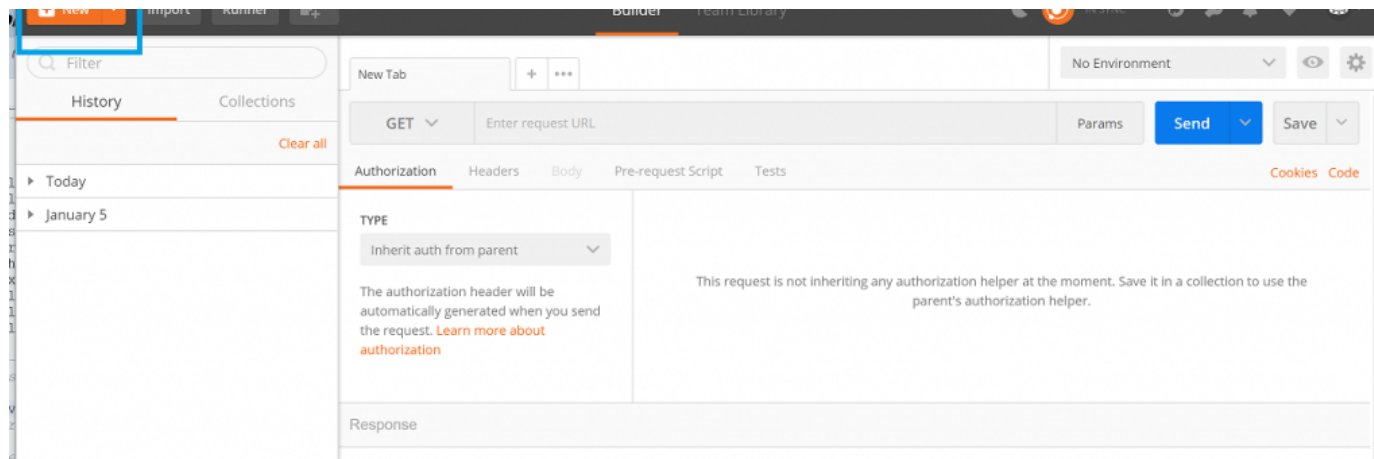 New Import Runner Builder Team Library IN SYNC
Filter
No Environment
New Tab
History Collections
GET Enter request URL Params Send Save
Clear all
Authorization Headers Body Pre-request Script Tests Cookies Code
Today
January 5
TYPE
Inherit auth from parent
This request is not inheriting any authorization helper at the moment. Save it in a collection to use the
parent's authorization helper.
The authorization header will be
automatically generated when you send
the request. Learn more about
authorization
Response